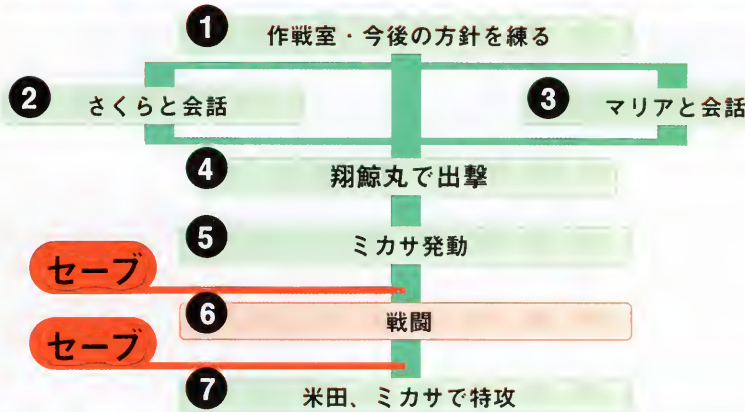 1 作戦室・今後の方針を練る
2 さくらと会話
3 マリアと会話
4 翔鯨丸で出撃
5 ミカサ発動
セーブ
6 戦闘
セーブ
7 米田、ミカサで特攻